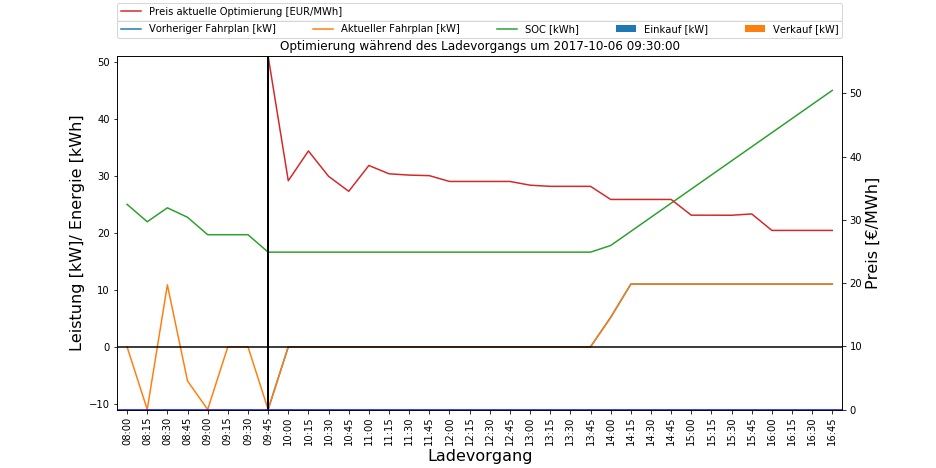 Preis aktuelle Optimierung [EUR/MWh]
Vorheriger Fahrplan [kW] Aktueller Fahrplan [kW] SOC [kWh] Einkauf [kW] Verkauf [kW]
Optimierung während des Ladevorgangs um 2017-10-06 09:30:00
Leistung [kW]/ Energie [kWh]
50
40
30
20
10
0
−10
50
40
30
20
10
0
Preis [€/MWh]
08:00 08:15 08:30 08:45 09:00 09:15 09:30 09:45 10:00 10:15 10:30 10:45 11:00 11:15 11:30 11:45 12:00 12:15 12:30 12:45 13:00 13:15 13:30 13:45 14:00 14:15 14:30 14:45 15:00 15:15 15:30 15:45 16:00 16:15 16:30 16:45
Ladevorgang